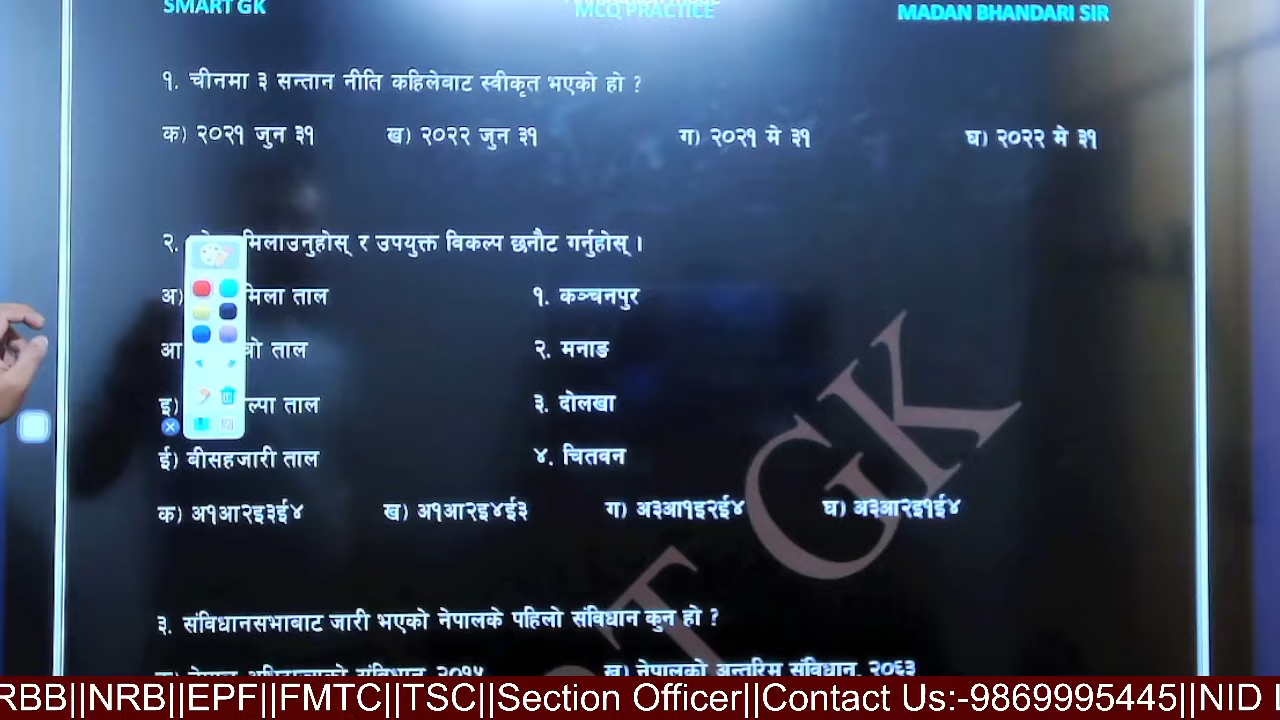 SMART GK MCQ PRACTICE MADAN BHANDARI SIR
१. चीनमा ३ सन्तान नीति कहिलेबाट स्वीकृत भएको हो ?
क) २०२१ जुन ३१ ख) २०२२ जुन ३१ ग) २०२१ मे ३१ घ) २०२२ मे ३१
२. मिलाउनुहोस् र उपयुक्त विकल्प छनौट गर्नुहोस् ।
अ) मिला ताल १. कञ्चनपुर
आ ताल २. मनाङ
इ) ल्पा ताल ३. दोलखा
ई) बीसहजारी ताल ४. चितवन
क) अ१आ२इ३ई४ ख) अ१आ२इ४ई३ ग) अ३आ१इ२ई४ घ) अ३आ२इ१ई४
३. संविधानसभाबाट जारी भएको नेपालके पहिलो संविधान कुन हो ?
ख) नेपालको अन्तरिम संविधान, २०६३
GK
RBB||NRB||EPF||FMTC||TSC||Section Officer||Contact Us:-9869995445||NID